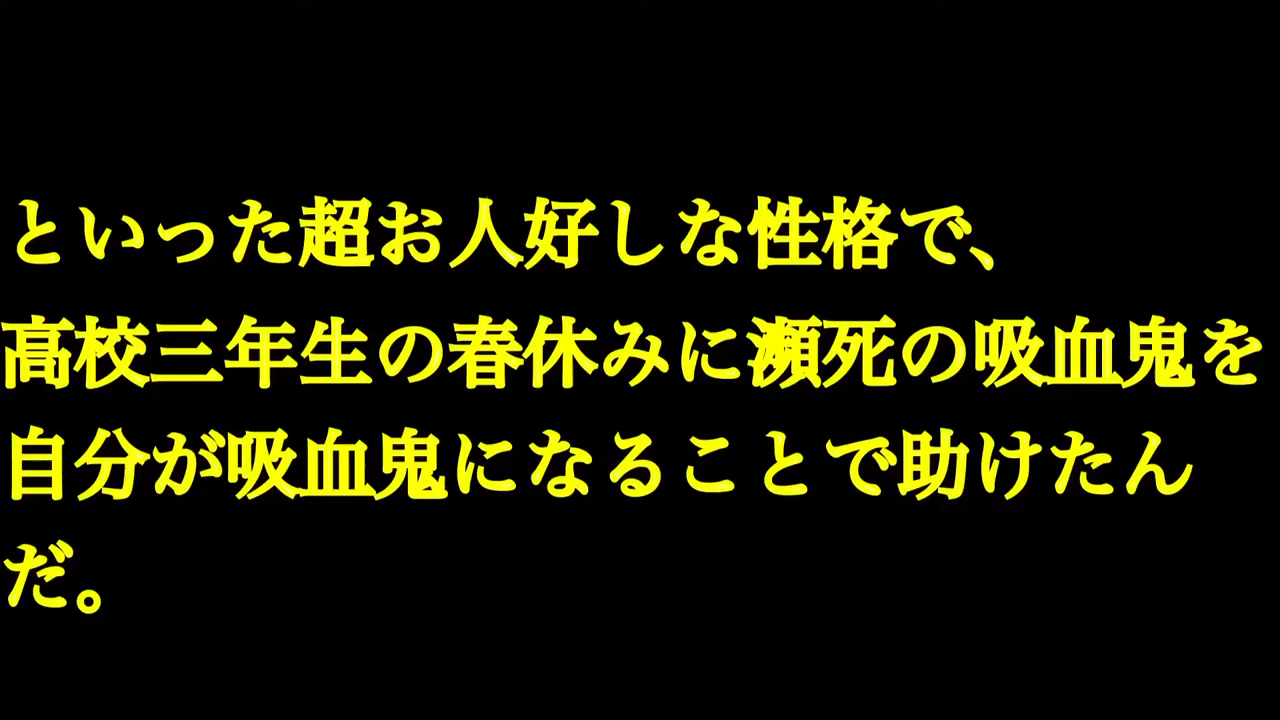 といった超お人好しな性格で、
高校三年生の春休みに瀕死の吸血鬼を
自分が吸血鬼になることで助けたん
だ。